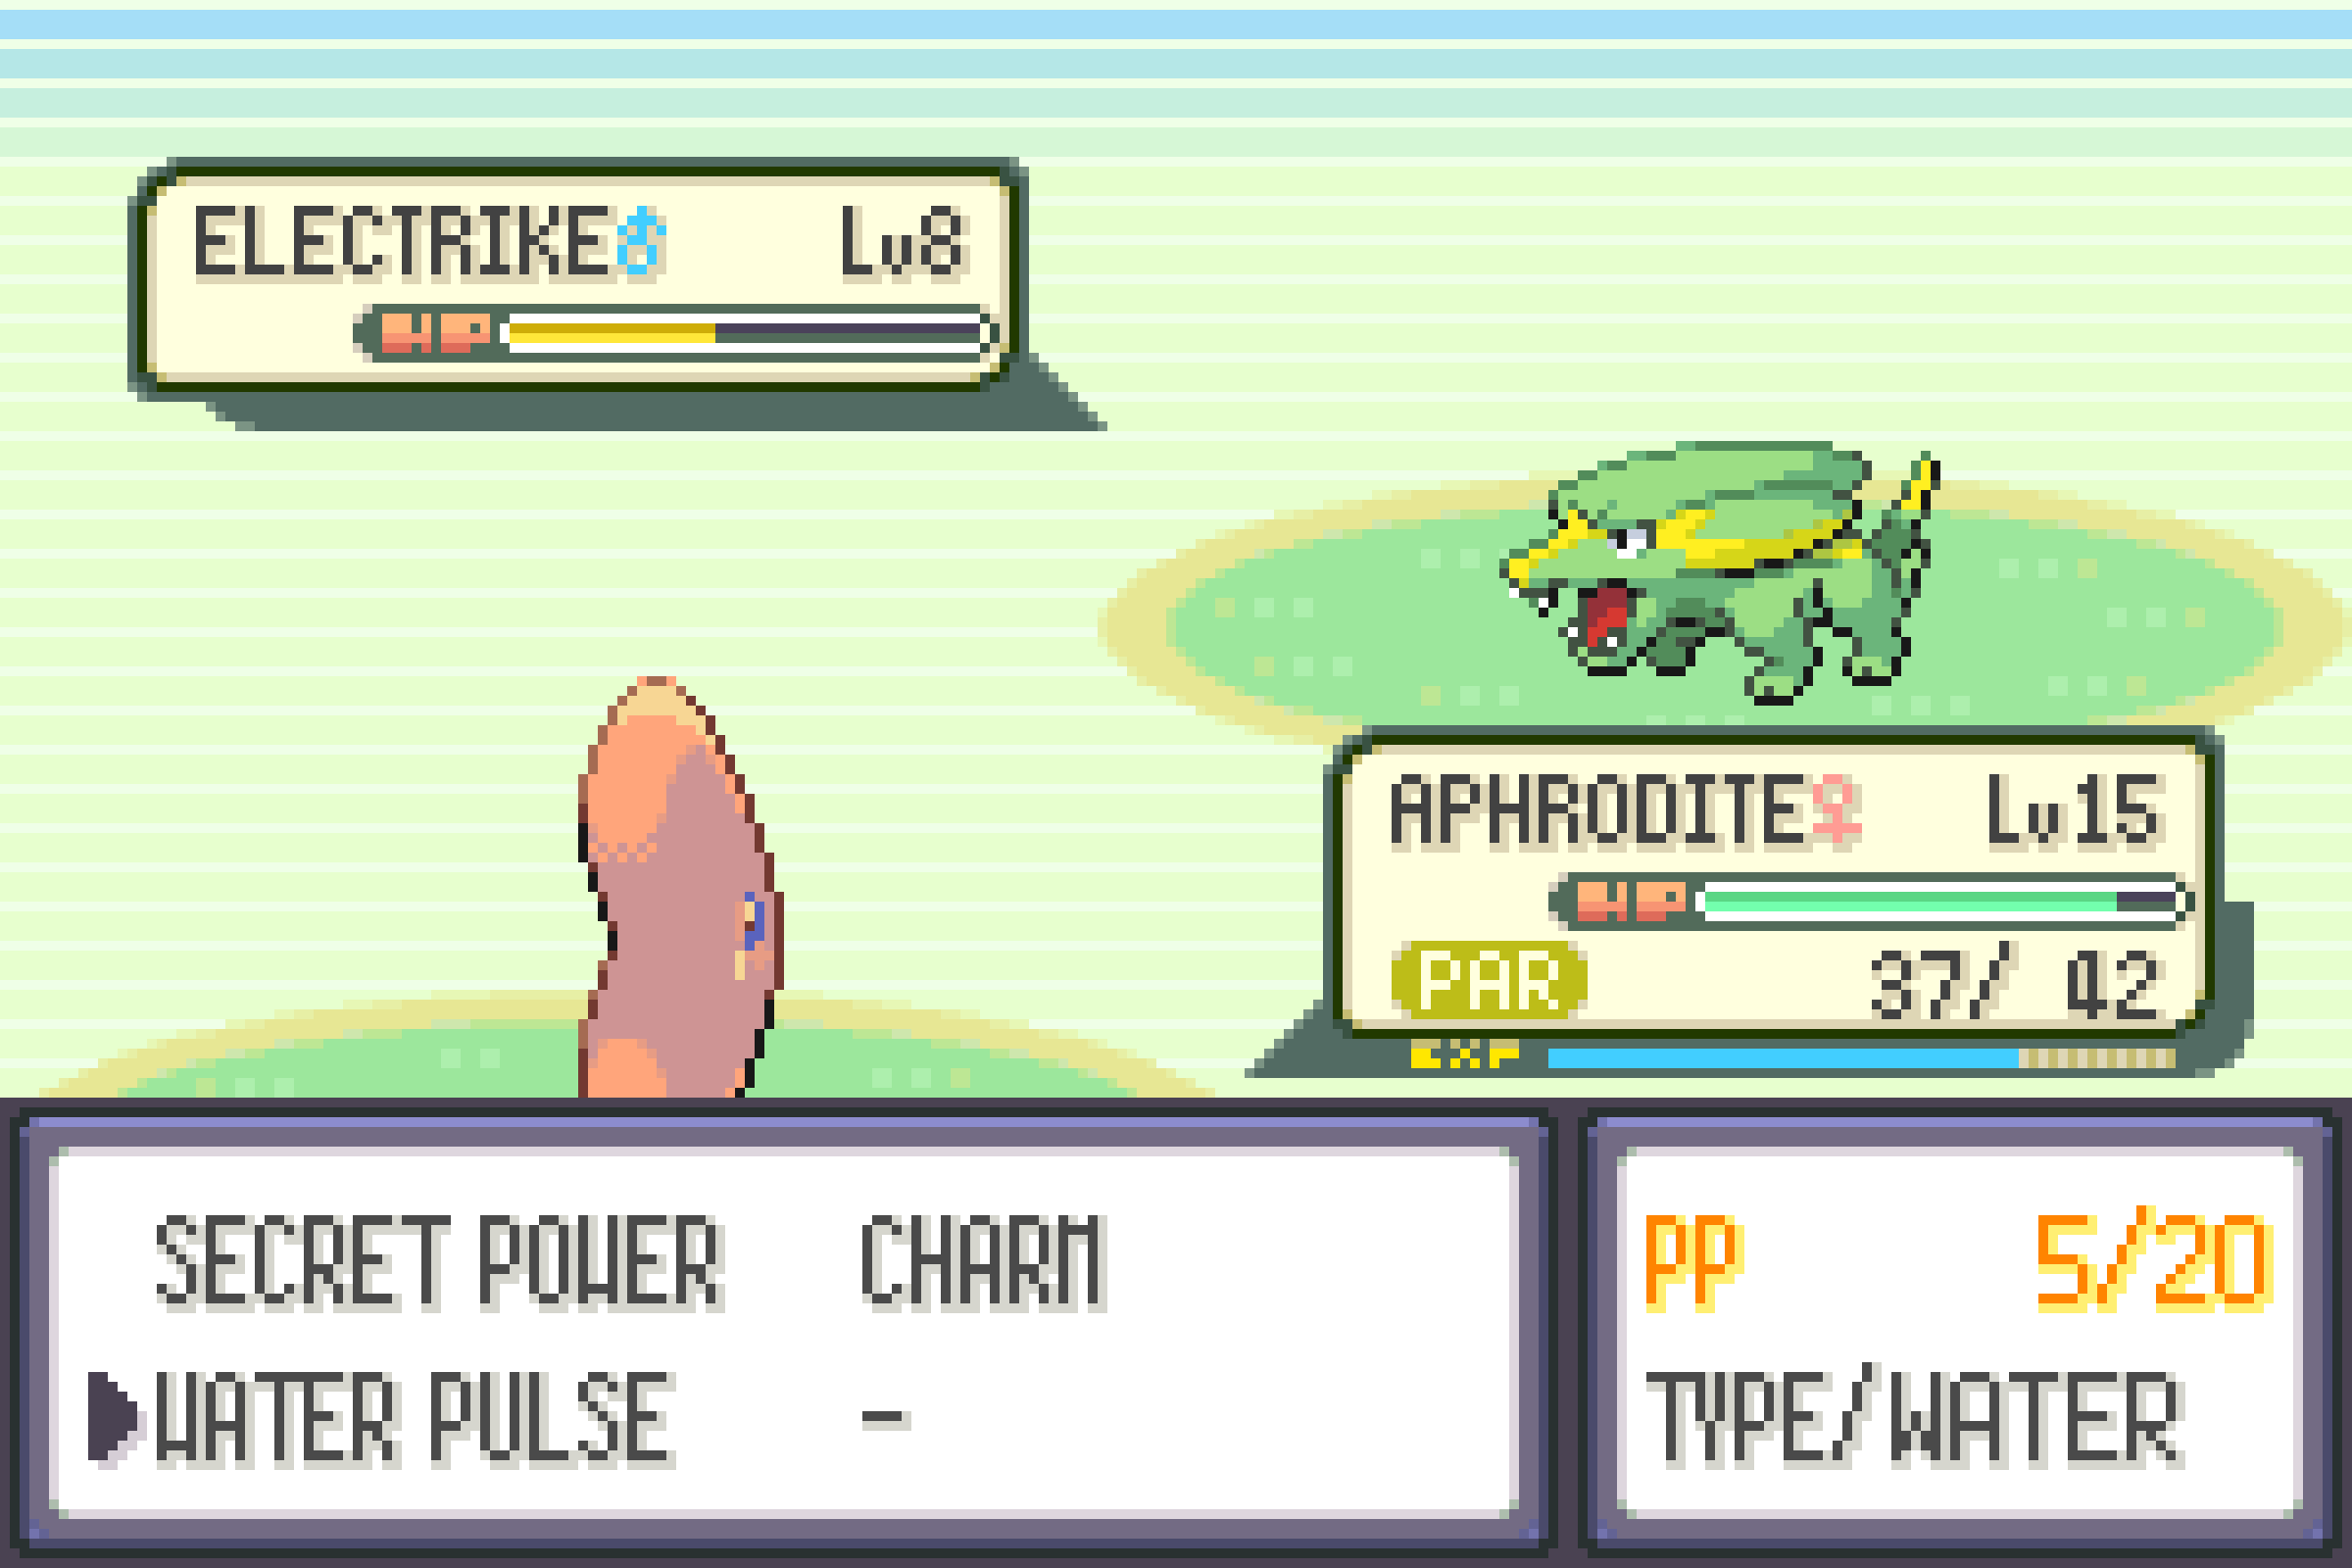 ELECTRIKE♂ Lv8
HP
APHRODITE♀ Lv15
HP
PAR 37/ 42
EXP
SECRET POWER CHARM
WATER PULSE -
PP 5/20
TYPE/WATER